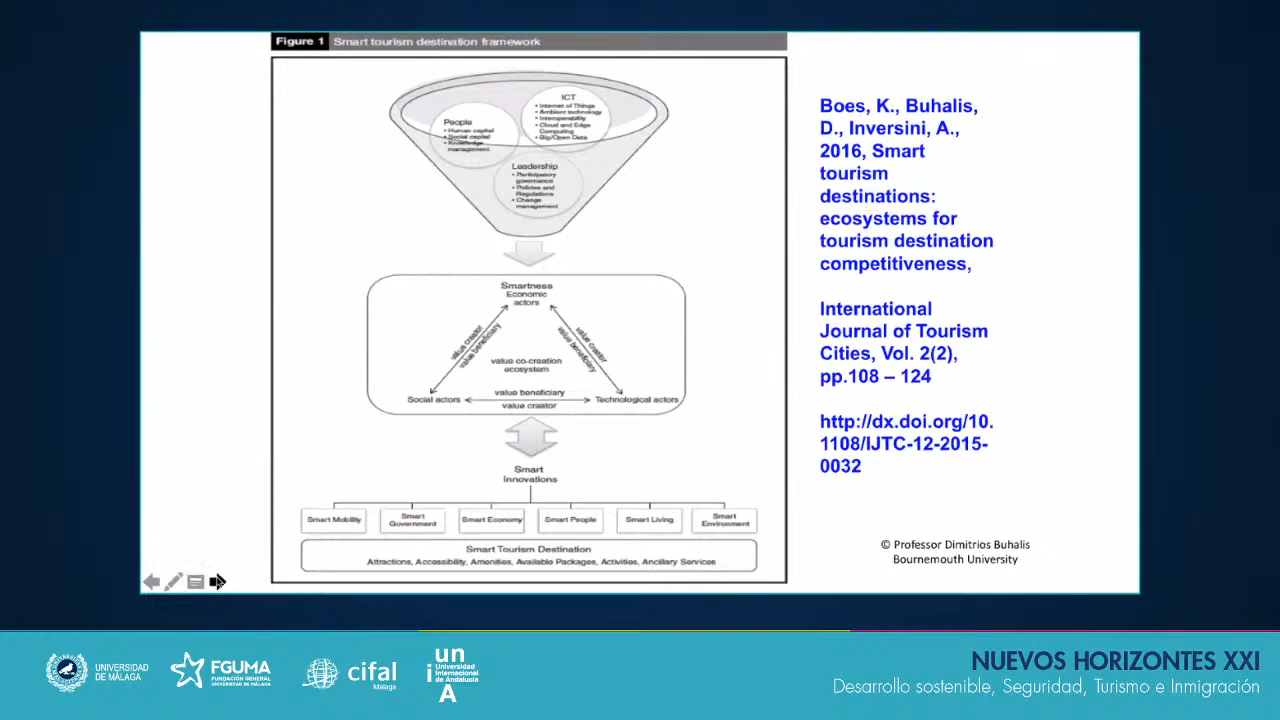 Figure 1 Smart tourism destination framework
ICT
• Internet of Things
• Ambient technology
• Interoperability
• Cloud and Edge
Computing
• Big/Open Data
People
• Human capital
• Social capital
• Knowledge
management
Leadership
• Participatory
governance
• Policies and
Regulations
• Change
management
Smartness
Economic
actors
value creator
value beneficiary
value creator
value beneficiary
value co-creation
ecosystem
value beneficiary
Social actors
Technological actors
value creator
Smart
Innovations
Smart Mobility
Smart
Government
Smart Economy
Smart People
Smart Living
Smart
Environment
Smart Tourism Destination
Attractions, Accessibility, Amenities, Available Packages, Activities, Ancillary Services
Boes, K., Buhalis,
D., Inversini, A.,
2016, Smart
tourism
destinations:
ecosystems for
tourism destination
competitiveness,
International
Journal of Tourism
Cities, Vol. 2(2),
pp.108 – 124
http://dx.doi.org/10.
1108/IJTC-12-2015-
0032
© Professor Dimitrios Buhalis
Bournemouth University
UNIVERSIDAD
DE MÁLAGA
FGUMA
FUNDACIÓN GENERAL
UNIVERSIDAD DE MÁLAGA
cifal
Málaga
un
i
Universidad
Internacional
de Andalucía
A
NUEVOS HORIZONTES XXI
Desarrollo sostenible, Seguridad, Turismo e Inmigración